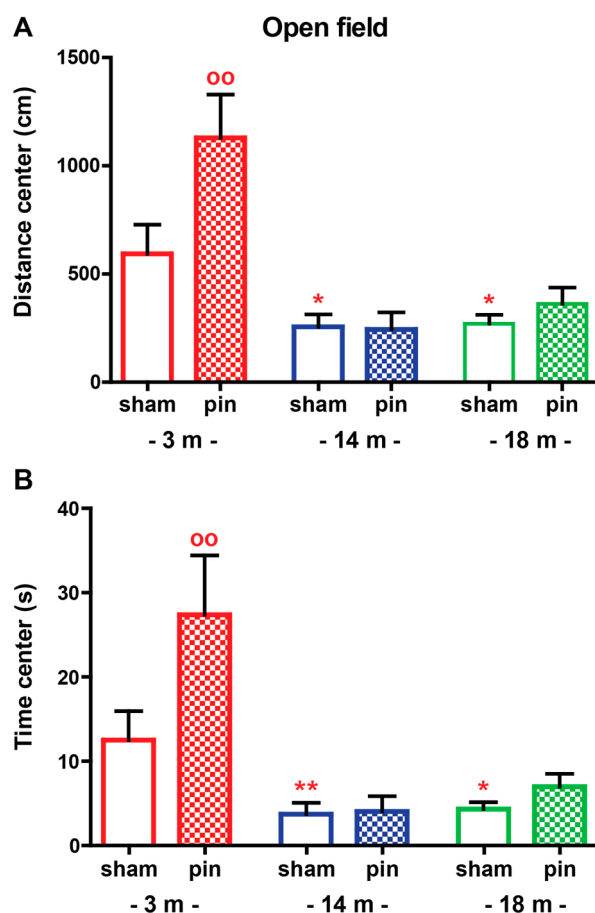 A
Open field
Distance center (cm)
1500
1000
500
0
oo
*
*
sham pin sham pin sham pin
- 3 m - - 14 m - - 18 m -
B
Time center (s)
40
30
20
10
0
oo
**
*
sham pin sham pin sham pin
- 3 m - - 14 m - - 18 m -